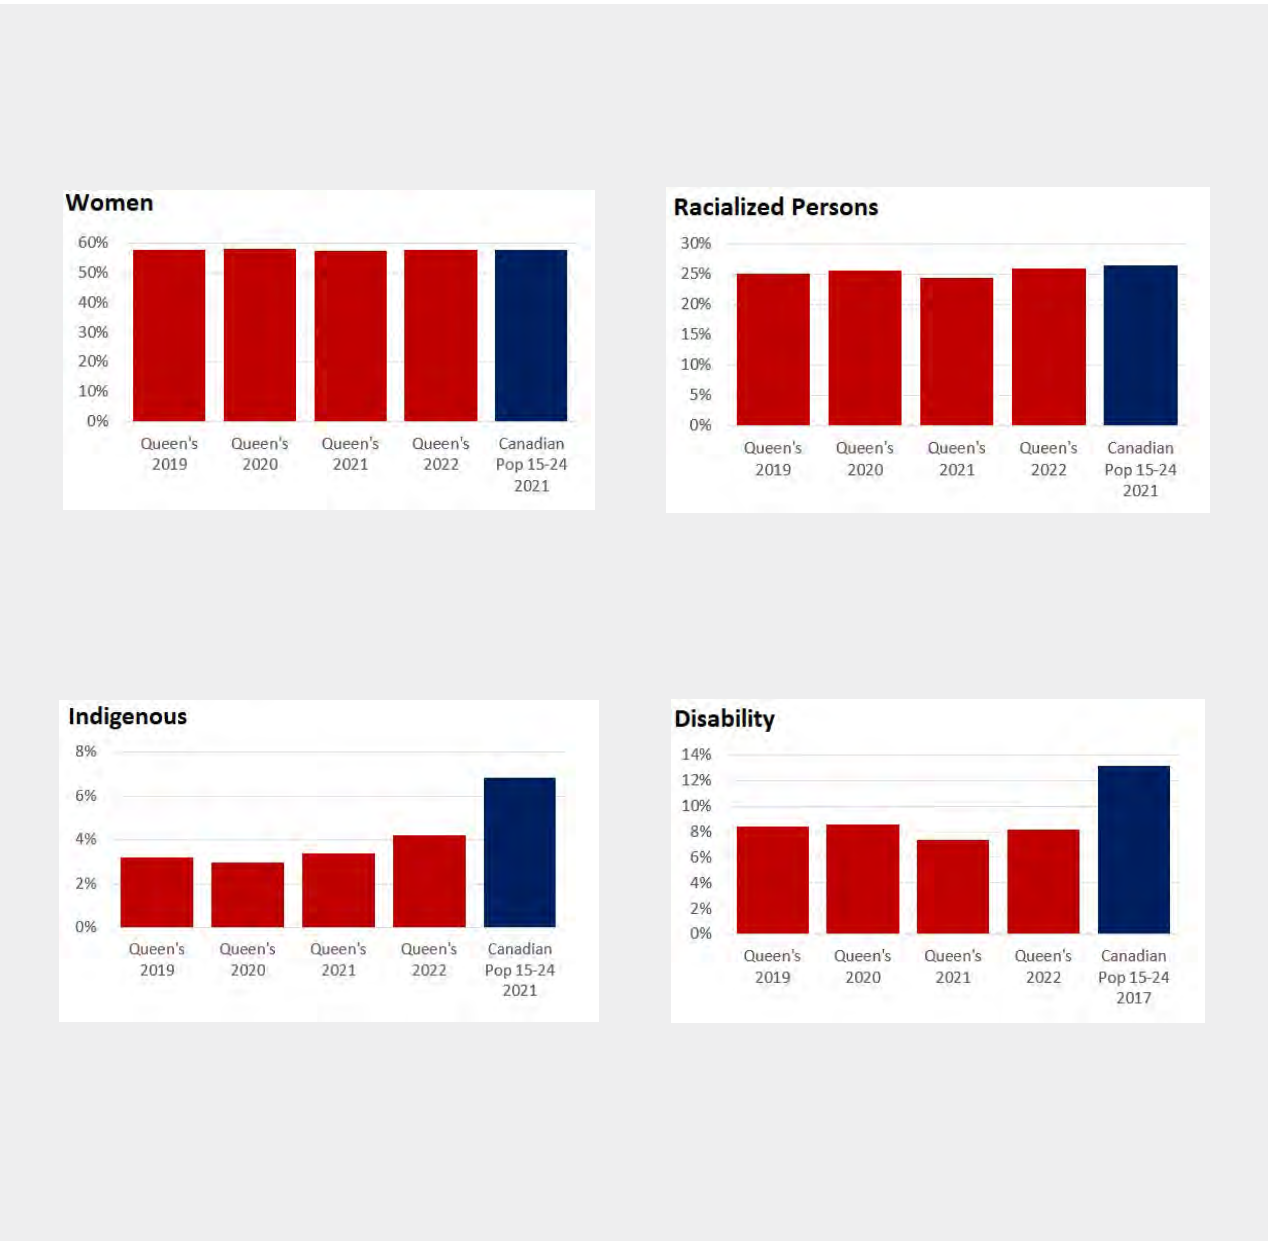 Women
60%
50%
40%
30%
20%
10%
0%
Queen's
2019
Queen's
2020
Queen's
2021
Queen's
2022
Canadian
Pop 15-24
2021
Racialized Persons
30%
25%
20%
15%
10%
5%
0%
Queen's
2019
Queen's
2020
Queen's
2021
Queen's
2022
Canadian
Pop 15-24
2021
Indigenous
8%
6%
4%
2%
0%
Queen's
2019
Queen's
2020
Queen's
2021
Queen's
2022
Canadian
Pop 15-24
2021
Disability
14%
12%
10%
8%
6%
4%
2%
0%
Queen's
2019
Queen's
2020
Queen's
2021
Queen's
2022
Canadian
Pop 15-24
2017